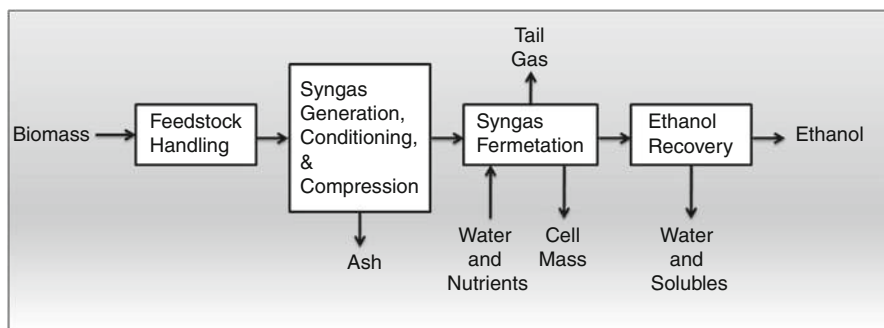 Biomass
Feedstock
Handling
Syngas
Generation,
Conditioning,
&
Compression
Ash
Tail
Gas
Syngas
Fermetation
Water
and
Nutrients
Cell
Mass
Ethanol
Recovery
Water
and
Solubles
Ethanol